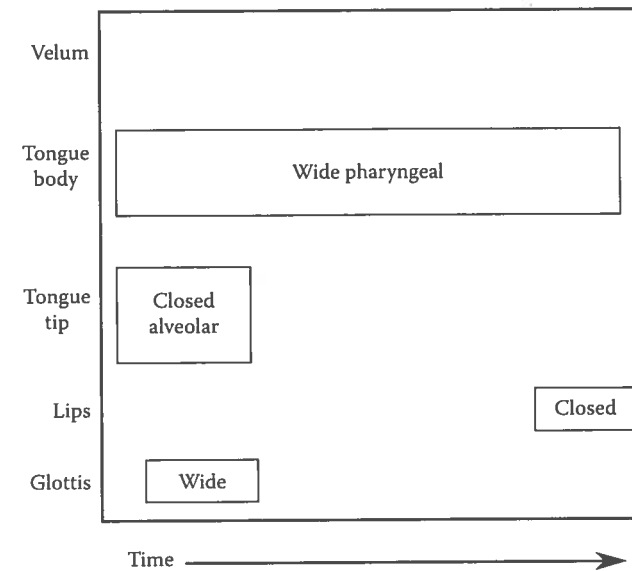 Velum
Tongue
body
Wide pharyngeal
Tongue
tip
Closed
alveolar
Lips
Closed
Glottis
Wide
Time